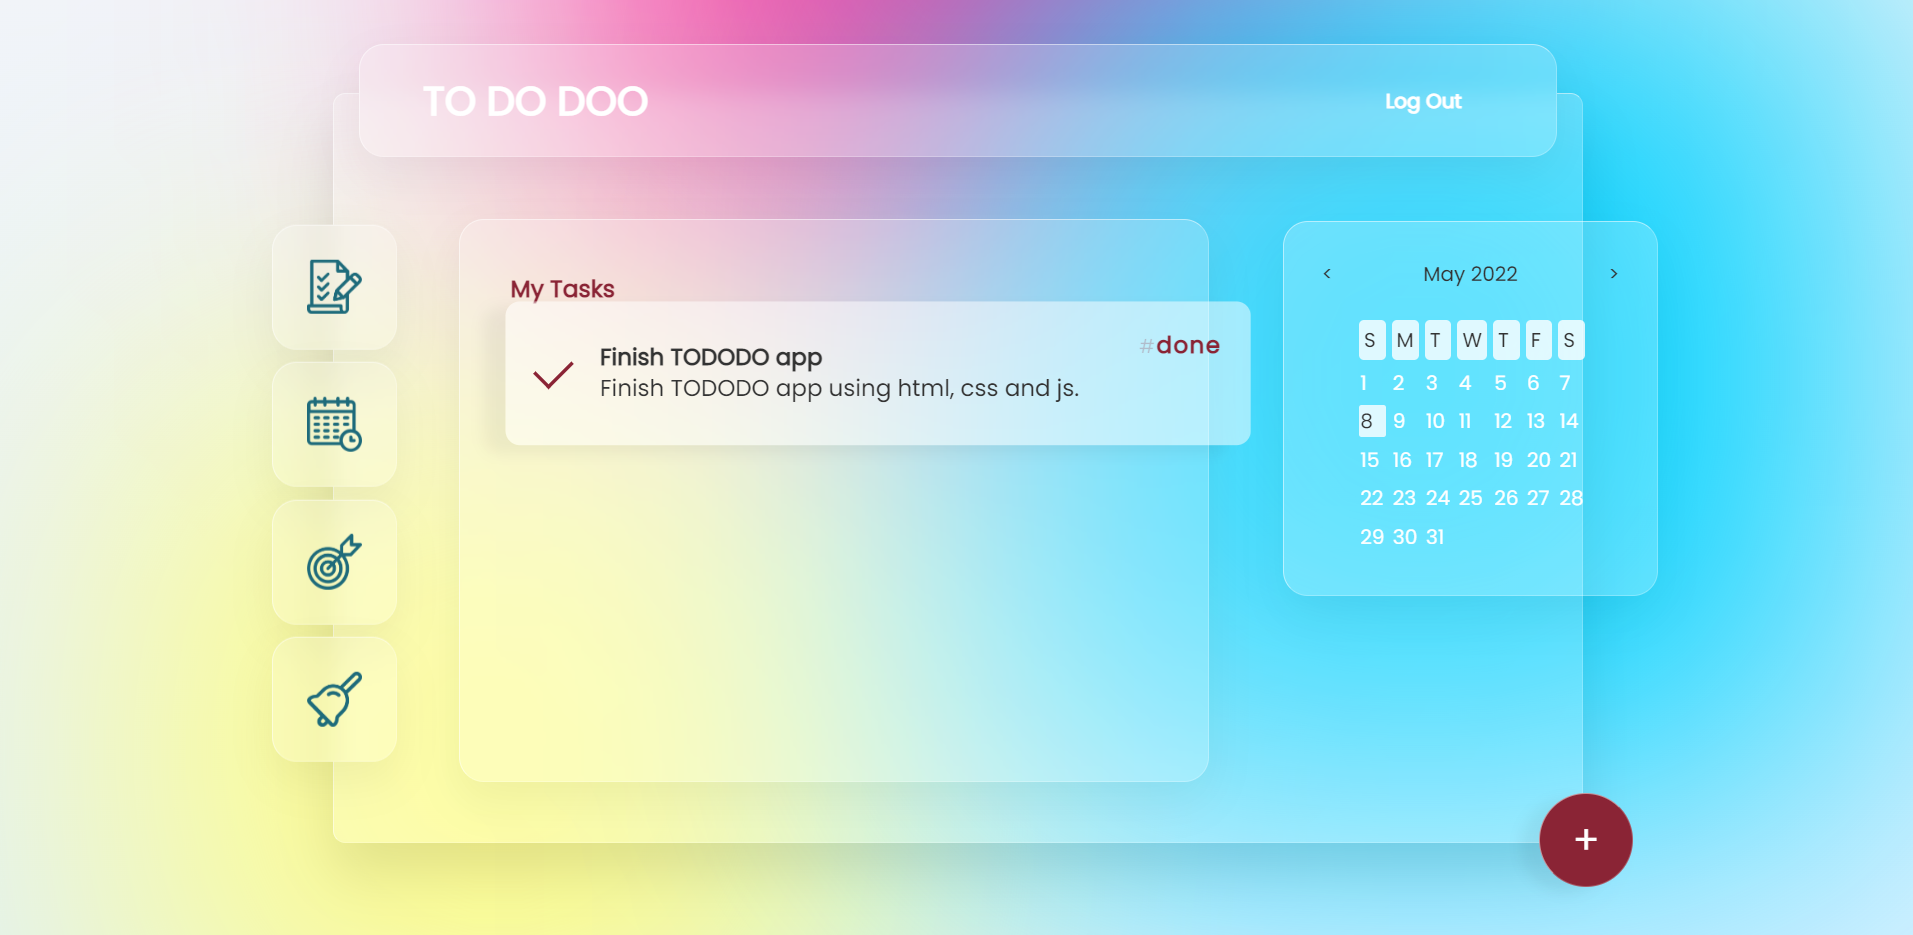 TO DO DOO
Log Out
My Tasks
Finish TODODO app
#done
Finish TODODO app using html, css and js.
< May 2022 >
S M T W T F S
1 2 3 4 5 6 7
8 9 10 11 12 13 14
15 16 17 18 19 20 21
22 23 24 25 26 27 28
29 30 31
+